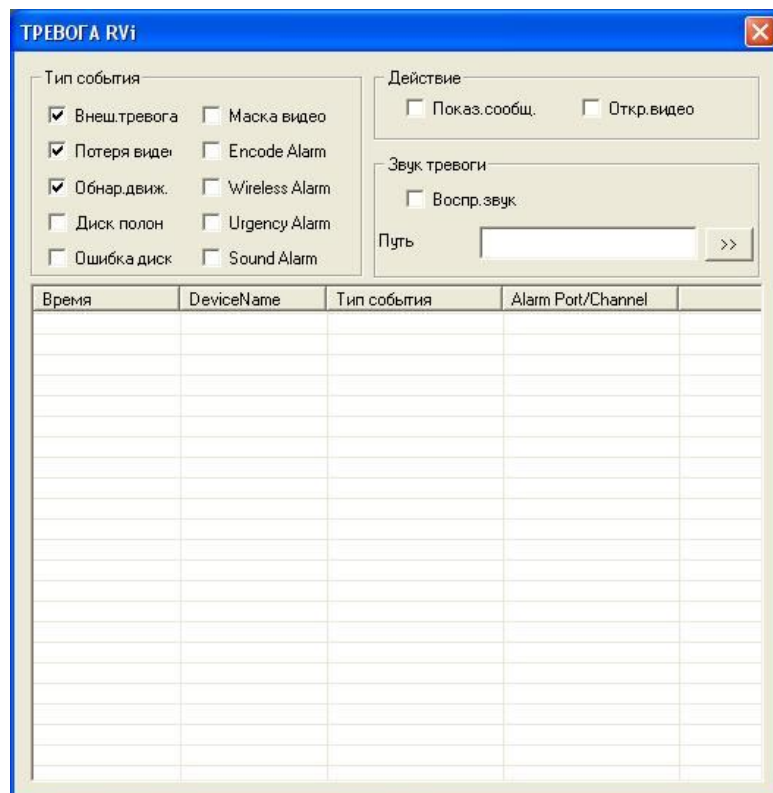 ТРЕВОГА RVi
Тип события
Внеш.тревога
Маска видео
Потеря видео
Encode Alarm
Обнар.движ.
Wireless Alarm
Диск полон
Urgency Alarm
Ошибка диск
Sound Alarm
Действие
Показ.сообщ.
Откр.видео
Звук тревоги
Воспр.звук
Путь
>>
Время DeviceName Тип события Alarm Port/Channel